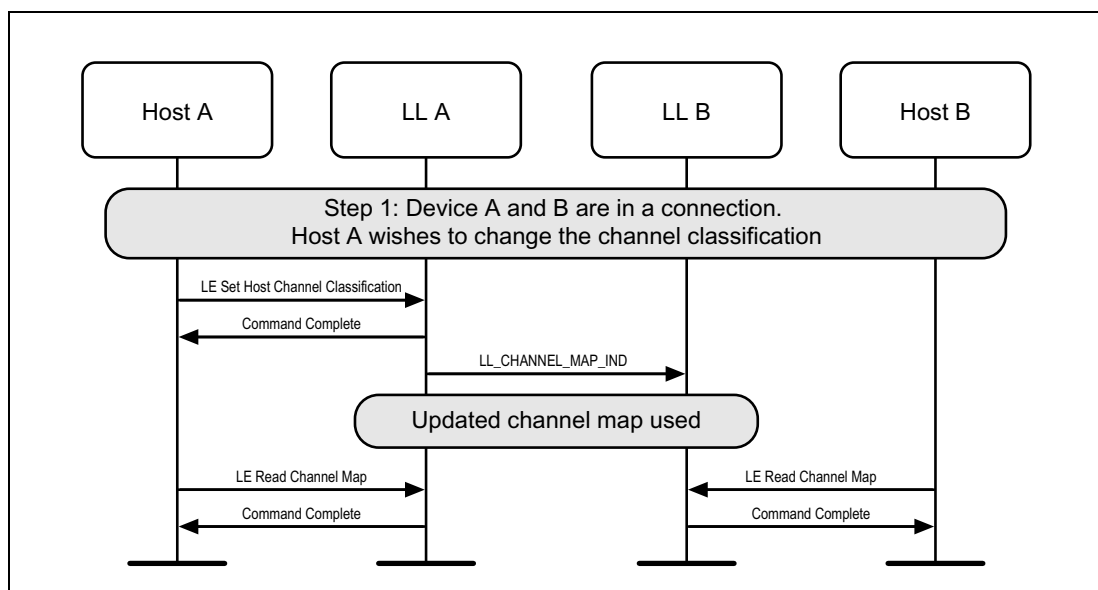 Host A
LL A
LL B
Host B
Step 1: Device A and B are in a connection.
Host A wishes to change the channel classification
LE Set Host Channel Classification
Command Complete
LL_CHANNEL_MAP_IND
Updated channel map used
LE Read Channel Map
LE Read Channel Map
Command Complete
Command Complete